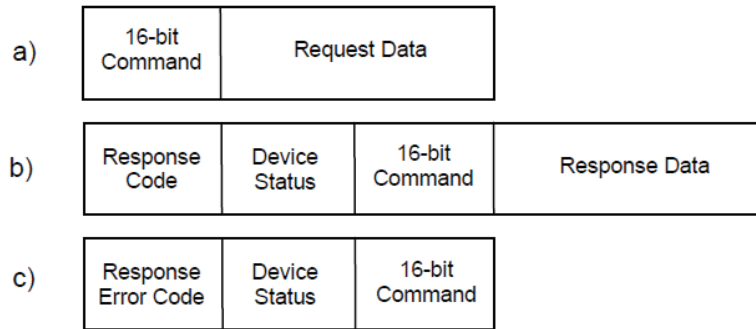 a)
16-bit
Command
Request Data
b)
Response
Code
Device
Status
16-bit
Command
Response Data
c)
Response
Error Code
Device
Status
16-bit
Command